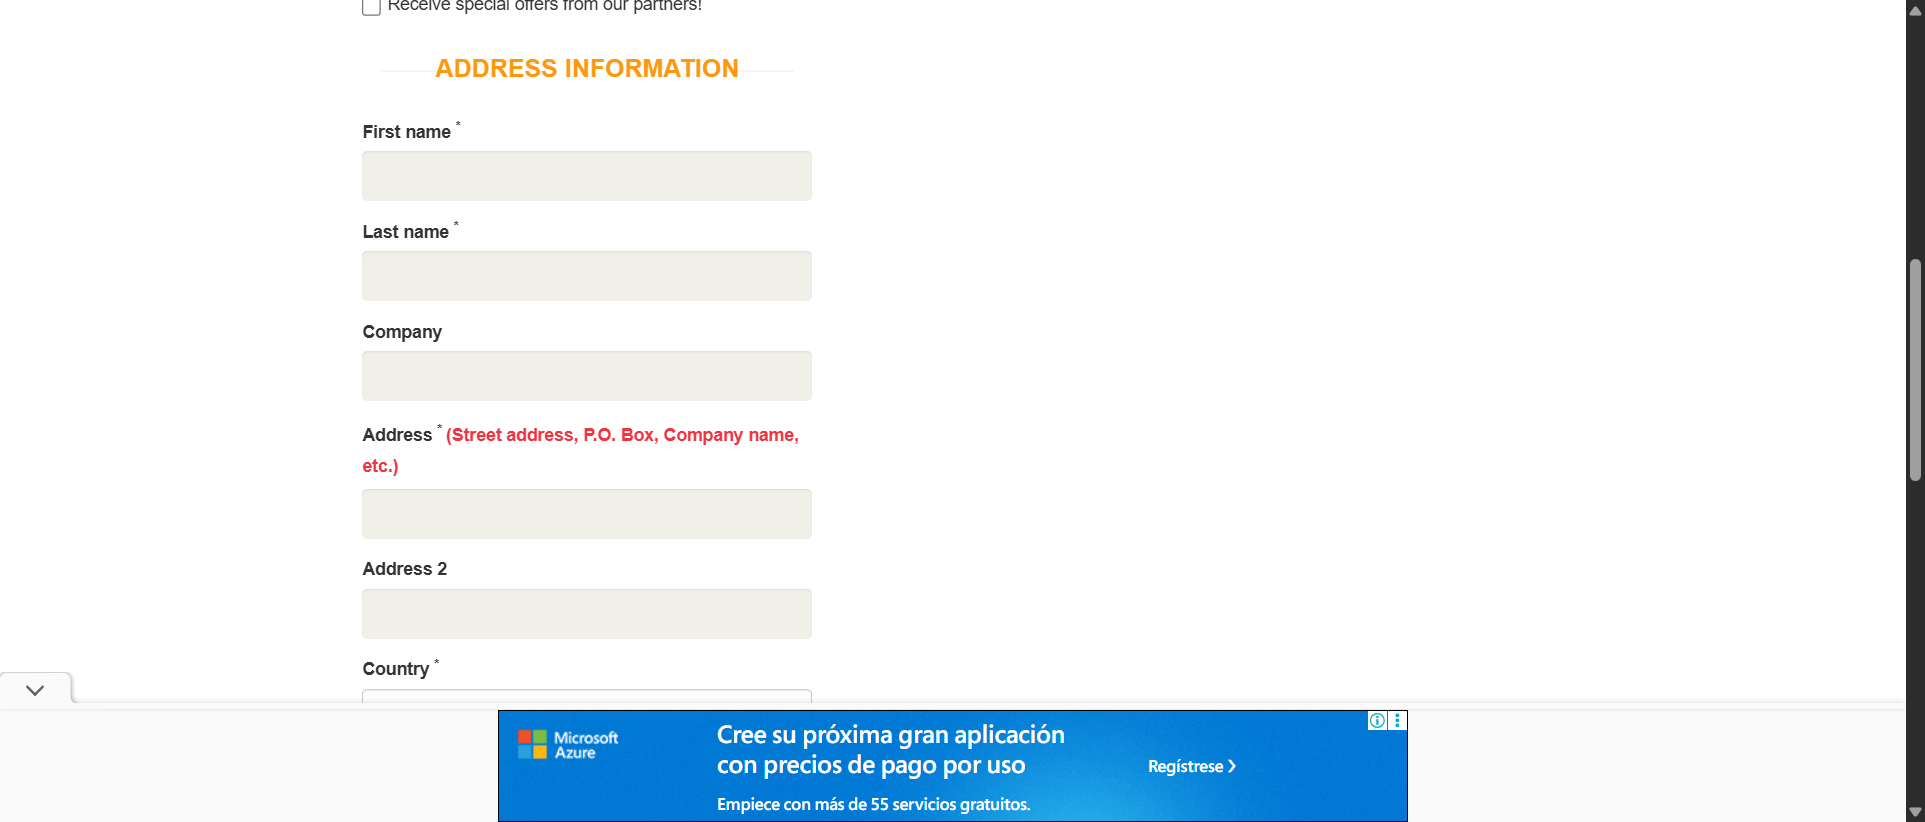 Receive special offers from our partners!
ADDRESS INFORMATION
First name *
Last name *
Company
Address * (Street address, P.O. Box, Company name,
etc.)
Address 2
Country *
Microsoft
Azure
Cree su próxima gran aplicación
con precios de pago por uso
Regístrese
Empiece con más de 55 servicios gratuitos.